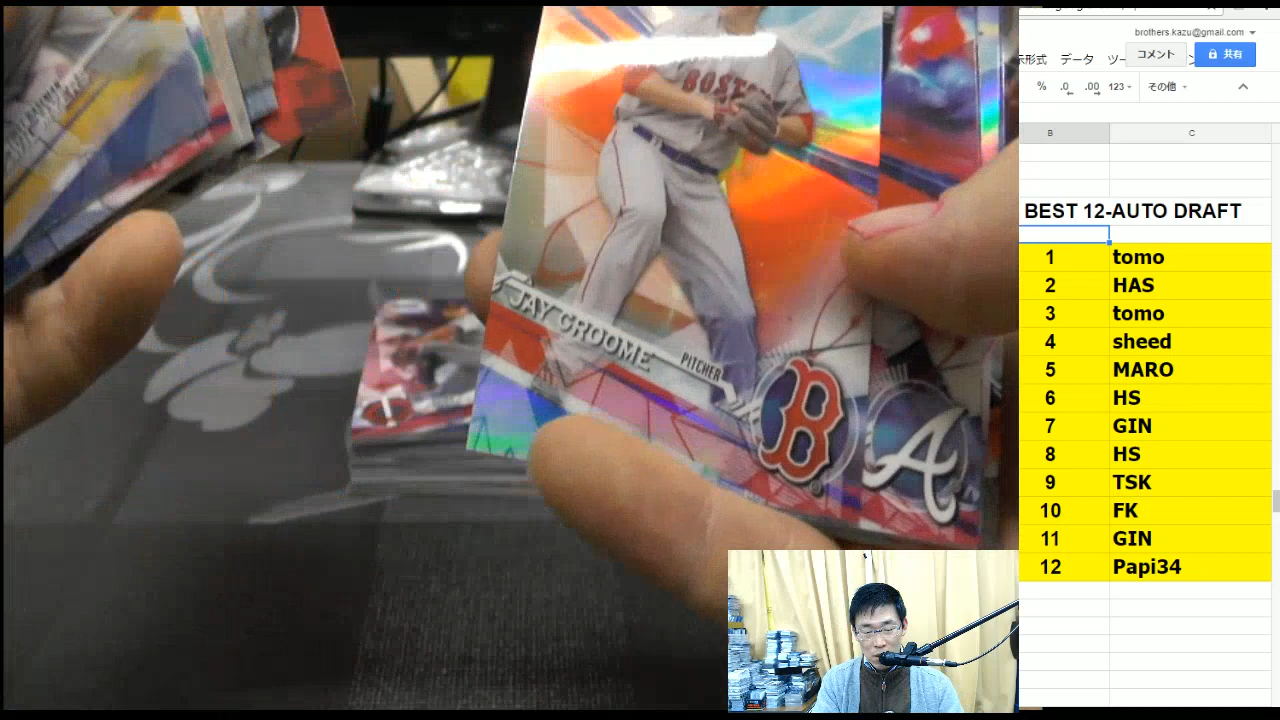 BOSTON
JAY GROOME
PITCHER
B
A
brothers.kazu@gmail.com
コメント
共有
示形式 データ ツー
% .0 .00 123 その他
B C
BEST 12-AUTO DRAFT
1 tomo
2 HAS
3 tomo
4 sheed
5 MARO
6 HS
7 GIN
8 HS
9 TSK
10 FK
11 GIN
12 Papi34